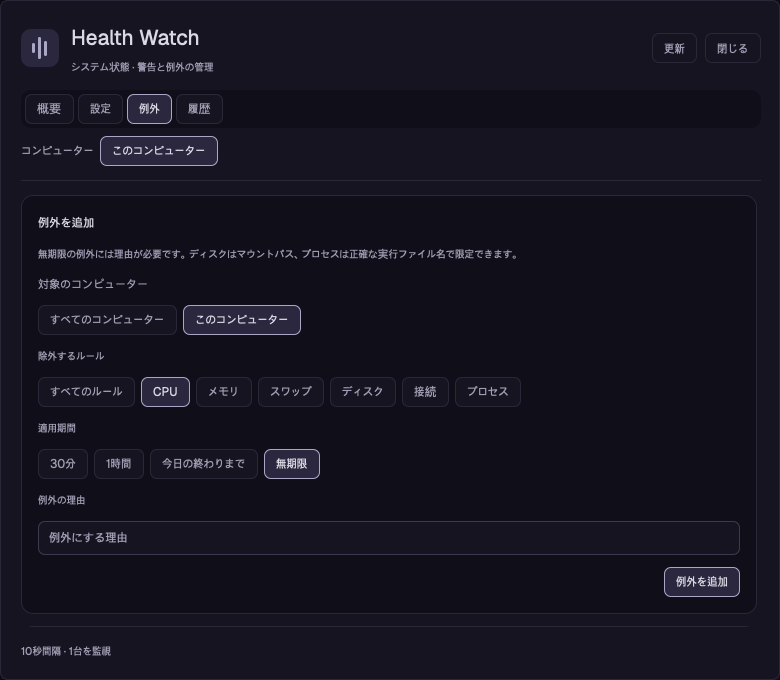 Health Watch
システム状態 · 警告と例外の管理
更新 閉じる
概要 設定 例外 履歴
コンピューター このコンピューター
例外を追加
無期限の例外には理由が必要です。ディスクはマウントパス、プロセスは正確な実行ファイル名で限定できます。
対象のコンピューター
すべてのコンピューター このコンピューター
除外するルール
すべてのルール CPU メモリ スワップ ディスク 接続 プロセス
適用期間
30分 1時間 今日の終わりまで 無期限
例外の理由
例外にする理由
例外を追加
10秒間隔 · 1台を監視